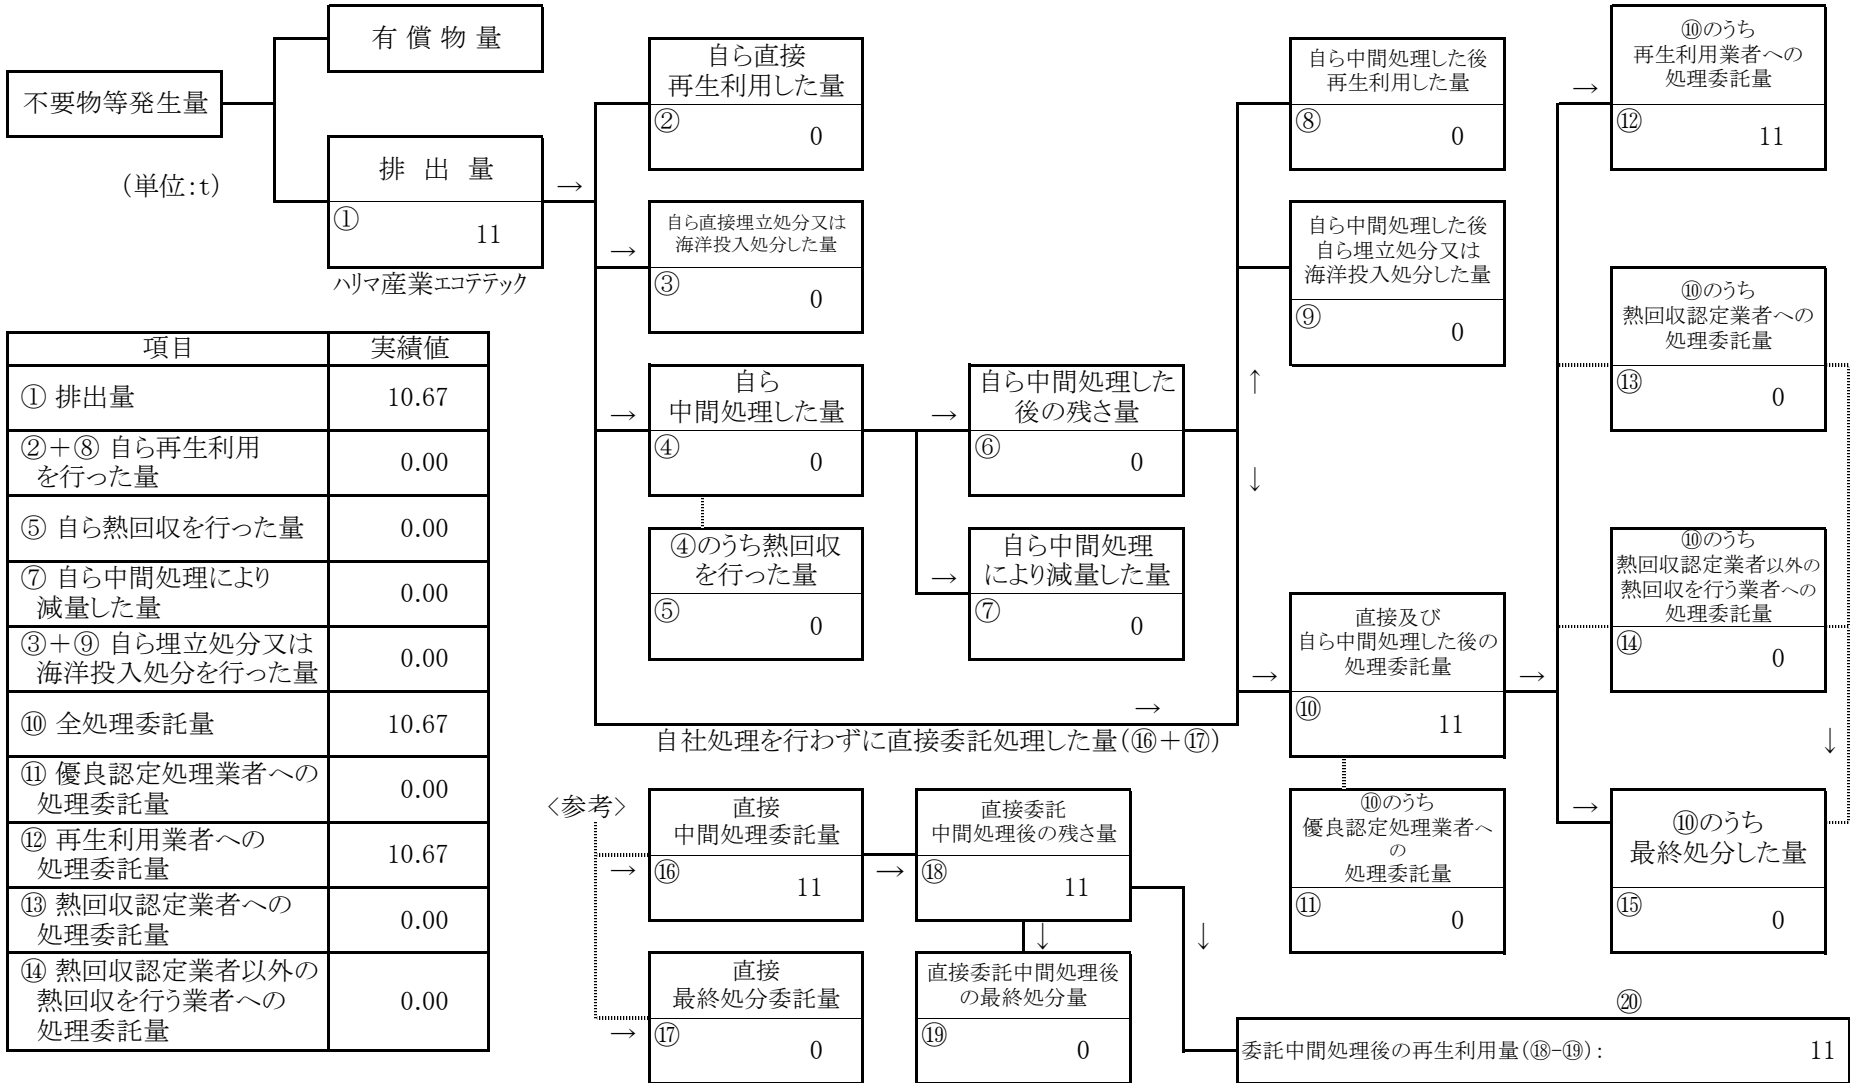 不要物等発生量
(単位:t)
有 償 物 量
排 出 量
① 11
ハリマ産業エコテテック
→
自ら直接
再生利用した量
② 0
→
自ら直接埋立処分又は
海洋投入処分した量
③ 0
→
自ら
中間処理した量
④ 0
④のうち熱回収
を行った量
⑤ 0
→
自ら中間処理した
後の残さ量
⑥ 0
→
自ら中間処理
により減量した量
⑦ 0
→
自社処理を行わずに直接委託処理した量(⑯+⑰)
↑
↓
自ら中間処理した後
再生利用した量
⑧ 0
自ら中間処理した後
自ら埋立処分又は
海洋投入処分した量
⑨ 0
→
直接及び
自ら中間処理した後の
処理委託量
⑩ 11
⑩のうち
優良認定処理業者へ
の
処理委託量
⑪ 0
→
→
⑩のうち
再生利用業者への
処理委託量
⑫ 11
⑩のうち
熱回収認定業者への
処理委託量
⑬ 0
⑩のうち
熱回収認定業者以外の
熱回収を行う業者への
処理委託量
⑭ 0
↓
→
⑩のうち
最終処分した量
⑮ 0
項目 実績値
① 排出量 10.67
②+⑧ 自ら再生利用
を行った量 0.00
⑤ 自ら熱回収を行った量 0.00
⑦ 自ら中間処理により
減量した量 0.00
③+⑨ 自ら埋立処分又は
海洋投入処分を行った量 0.00
⑩ 全処理委託量 10.67
⑪ 優良認定処理業者への
処理委託量 0.00
⑫ 再生利用業者への
処理委託量 10.67
⑬ 熱回収認定業者への
処理委託量 0.00
⑭ 熱回収認定業者以外の
熱回収を行う業者への
処理委託量 0.00
〈参考〉
→
直接
中間処理委託量
⑯ 11
→
直接委託
中間処理後の残さ量
⑱ 11
↓
↓
→
直接
最終処分委託量
⑰ 0
直接委託中間処理後
の最終処分量
⑲ 0
⑳
委託中間処理後の再生利用量(⑱-⑲): 11